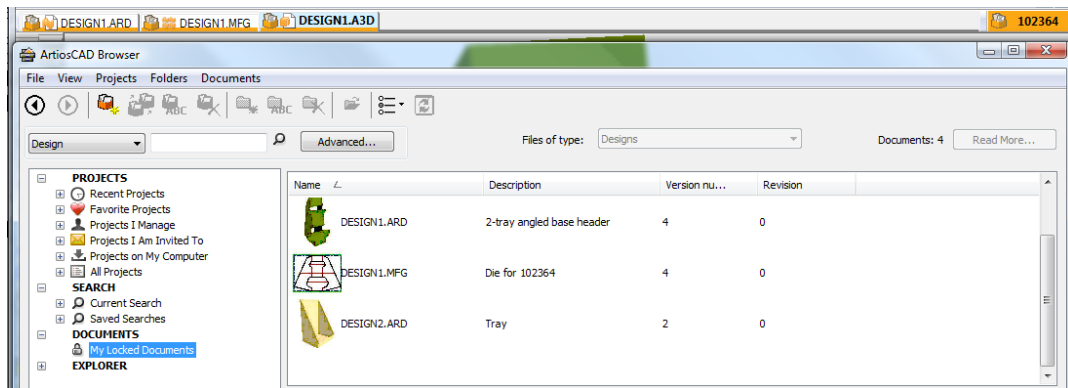 DESIGN1.ARD DESIGN1.MFG DESIGN1.A3D 102364
ArtiosCAD Browser
File View Projects Folders Documents
ABC ABC
Design Advanced... Files of type: Designs Documents: 4 Read More...
PROJECTS
Recent Projects
Favorite Projects
Projects I Manage
Projects I Am Invited To
Projects on My Computer
All Projects
SEARCH
Current Search
Saved Searches
DOCUMENTS
My Locked Documents
EXPLORER
Name Description Version nu... Revision
DESIGN1.ARD 2-tray angled base header 4 0
DESIGN1.MFG Die for 102364 4 0
DESIGN2.ARD Tray 2 0